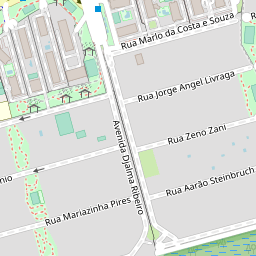 Rua Marlo da Costa e Souza
Rua Jorge Angel Livraga
Rua Zeno Zani
Avenida Djalma Ribeiro
nio
Rua Aarão Steinbruch
Rua Mariazinha Pires